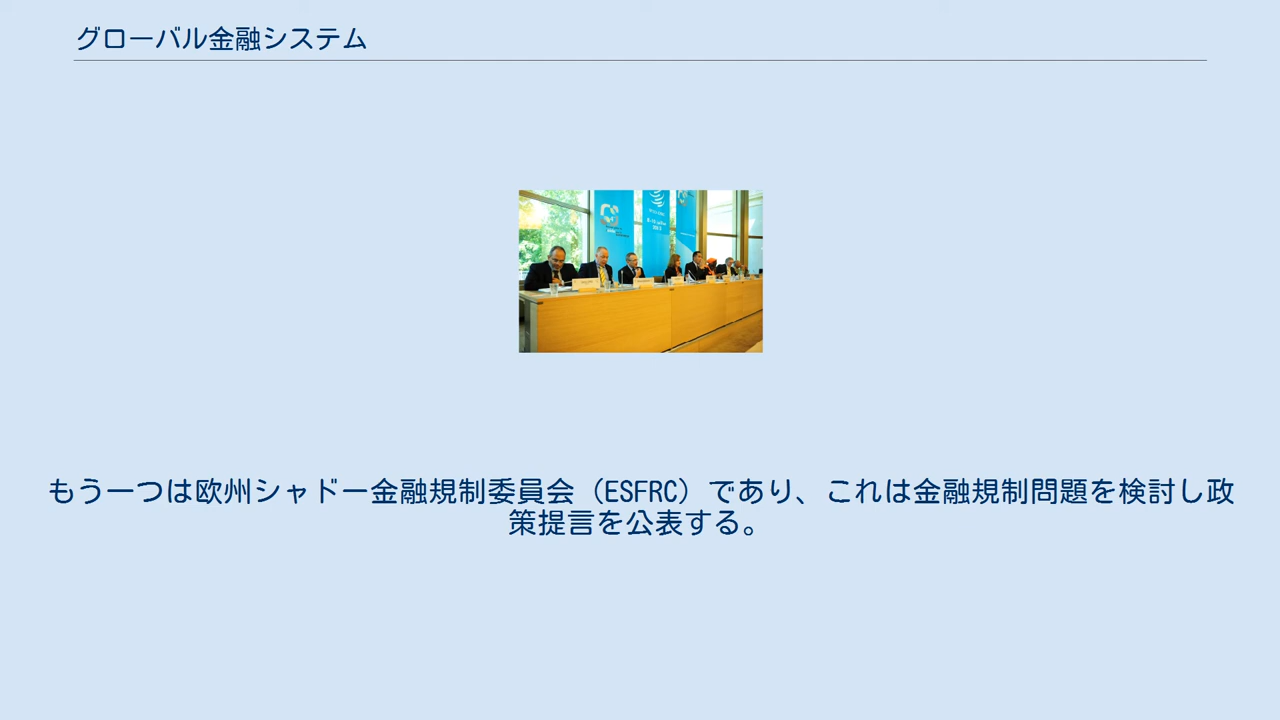 グローバル金融システム
もう一つは欧州シャドー金融規制委員会（ESFRC）であり、これは金融規制問題を検討し政
策提言を公表する。